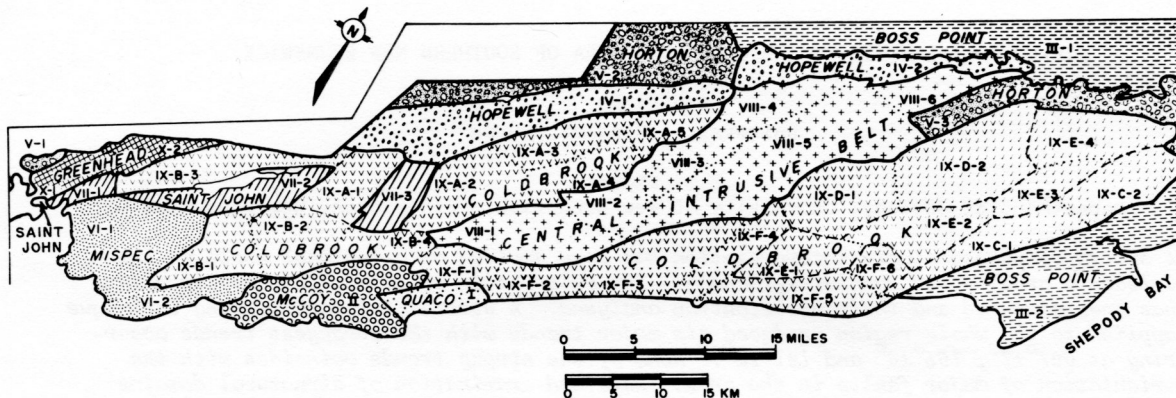 N
BOSS POINT
III-1
HORTON
V-2
HOPEWELL
IV-2
HOPEWELL
IV-1
VIII-4
VIII-6
HORTON
V-3
V-1
GREENHEAD
X-2
X-1
IX-B-3
VII-1
SAINT JOHN
VII-2
IX-A-1
VII-3
IX-A-2
IX-A-3
IX-A-5
COLDBROOK
IX-A-4
VIII-3
VIII-5
VIII-2
VIII-1
CENTRAL INTRUSIVE BELT
IX-D-2
IX-E-4
IX-D-1
IX-E-3
IX-C-2
IX-E-2
IX-C-1
SAINT
JOHN
VI-1
MISPEC
VI-2
IX-B-2
COLDBROOK
IX-B-4
IX-B-1
IX-F-1
IX-F-2
IX-F-3
IX-F-4
COLDBROOK
IX-E-1
IX-F-6
IX-F-5
McCOY
II
QUACO
I
BOSS POINT
III-2
SHEPODY BAY
0 5 10 15 MILES
0 5 10 15 KM